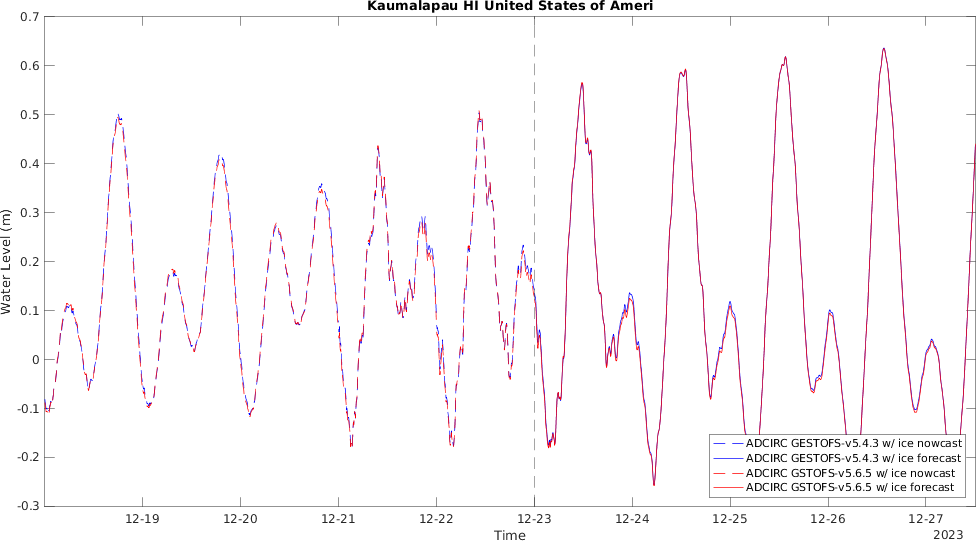 Kaumalapau HI United States of Ameri
Water Level (m)
0.7
0.6
0.5
0.4
0.3
0.2
0.1
0
-0.1
-0.2
-0.3
ADCIRC GESTOFS-v5.4.3 w/ ice nowcast
ADCIRC GESTOFS-v5.4.3 w/ ice forecast
ADCIRC GSTOFS-v5.6.5 w/ ice nowcast
ADCIRC GSTOFS-v5.6.5 w/ ice forecast
12-19 12-20 12-21 12-22 12-23 12-24 12-25 12-26 12-27
Time
2023